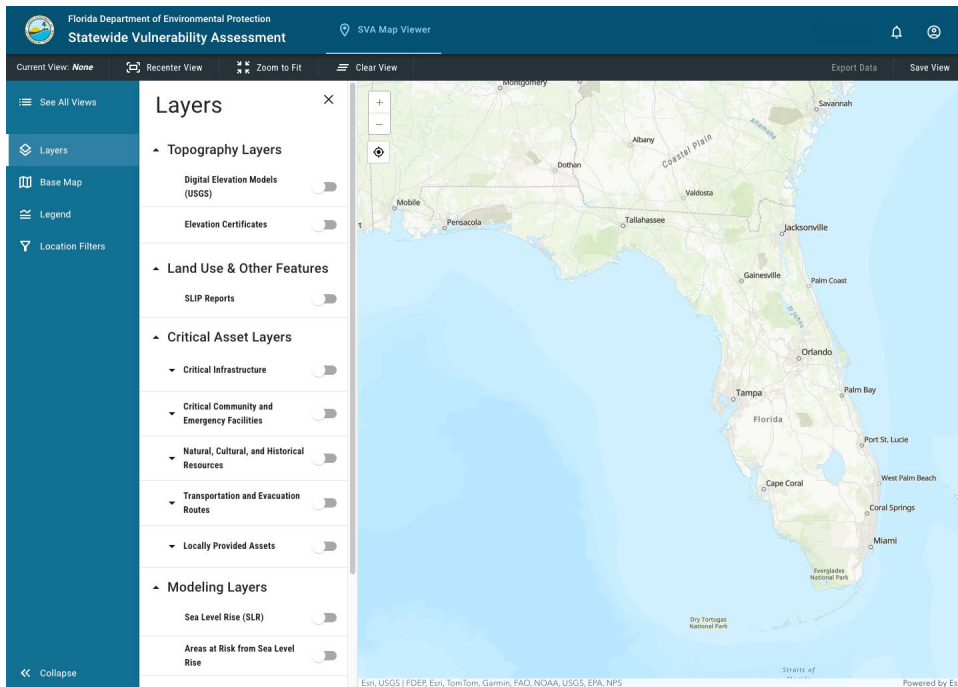 Florida Department of Environmental Protection
Statewide Vulnerability Assessment
SVA Map Viewer
Current View: None
Recenter View
Zoom to Fit
Clear View
Export Data
Save View
See All Views
Layers
Base Map
Legend
Location Filters
Collapse
Layers
Topography Layers
Digital Elevation Models
(USGS)
Elevation Certificates
Land Use & Other Features
SLIP Reports
Critical Asset Layers
Critical Infrastructure
Critical Community and
Emergency Facilities
Natural, Cultural, and Historical
Resources
Transportation and Evacuation
Routes
Locally Provided Assets
Modeling Layers
Sea Level Rise (SLR)
Areas at Risk from Sea Level
Rise
+
−
Montgomery
Savannah
Altamaha
Albany
Coastal Plain
Dothan
Valdosta
Mobile
Pensacola
Tallahassee
Jacksonville
Gainesville
Palm Coast
St Johns
Orlando
Tampa
Palm Bay
Florida
Port St. Lucie
Cape Coral
West Palm Beach
Coral Springs
Miami
Everglades
National Park
Dry Tortugas
National Park
Straits of
Esri, USGS | FDEP, Esri, TomTom, Garmin, FAO, NOAA, USGS, EPA, NPS
Powered by Es